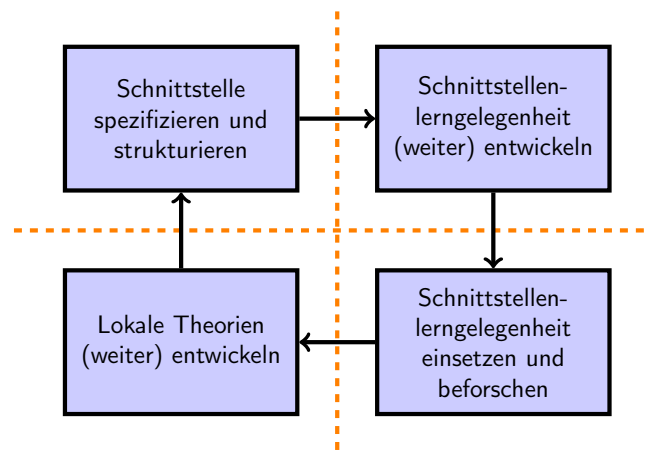 Schnittstelle
spezifizieren und
strukturieren
Schnittstellen-
lerngelegenheit
(weiter) entwickeln
Lokale Theorien
(weiter) entwickeln
Schnittstellen-
lerngelegenheit
einsetzen und
beforschen